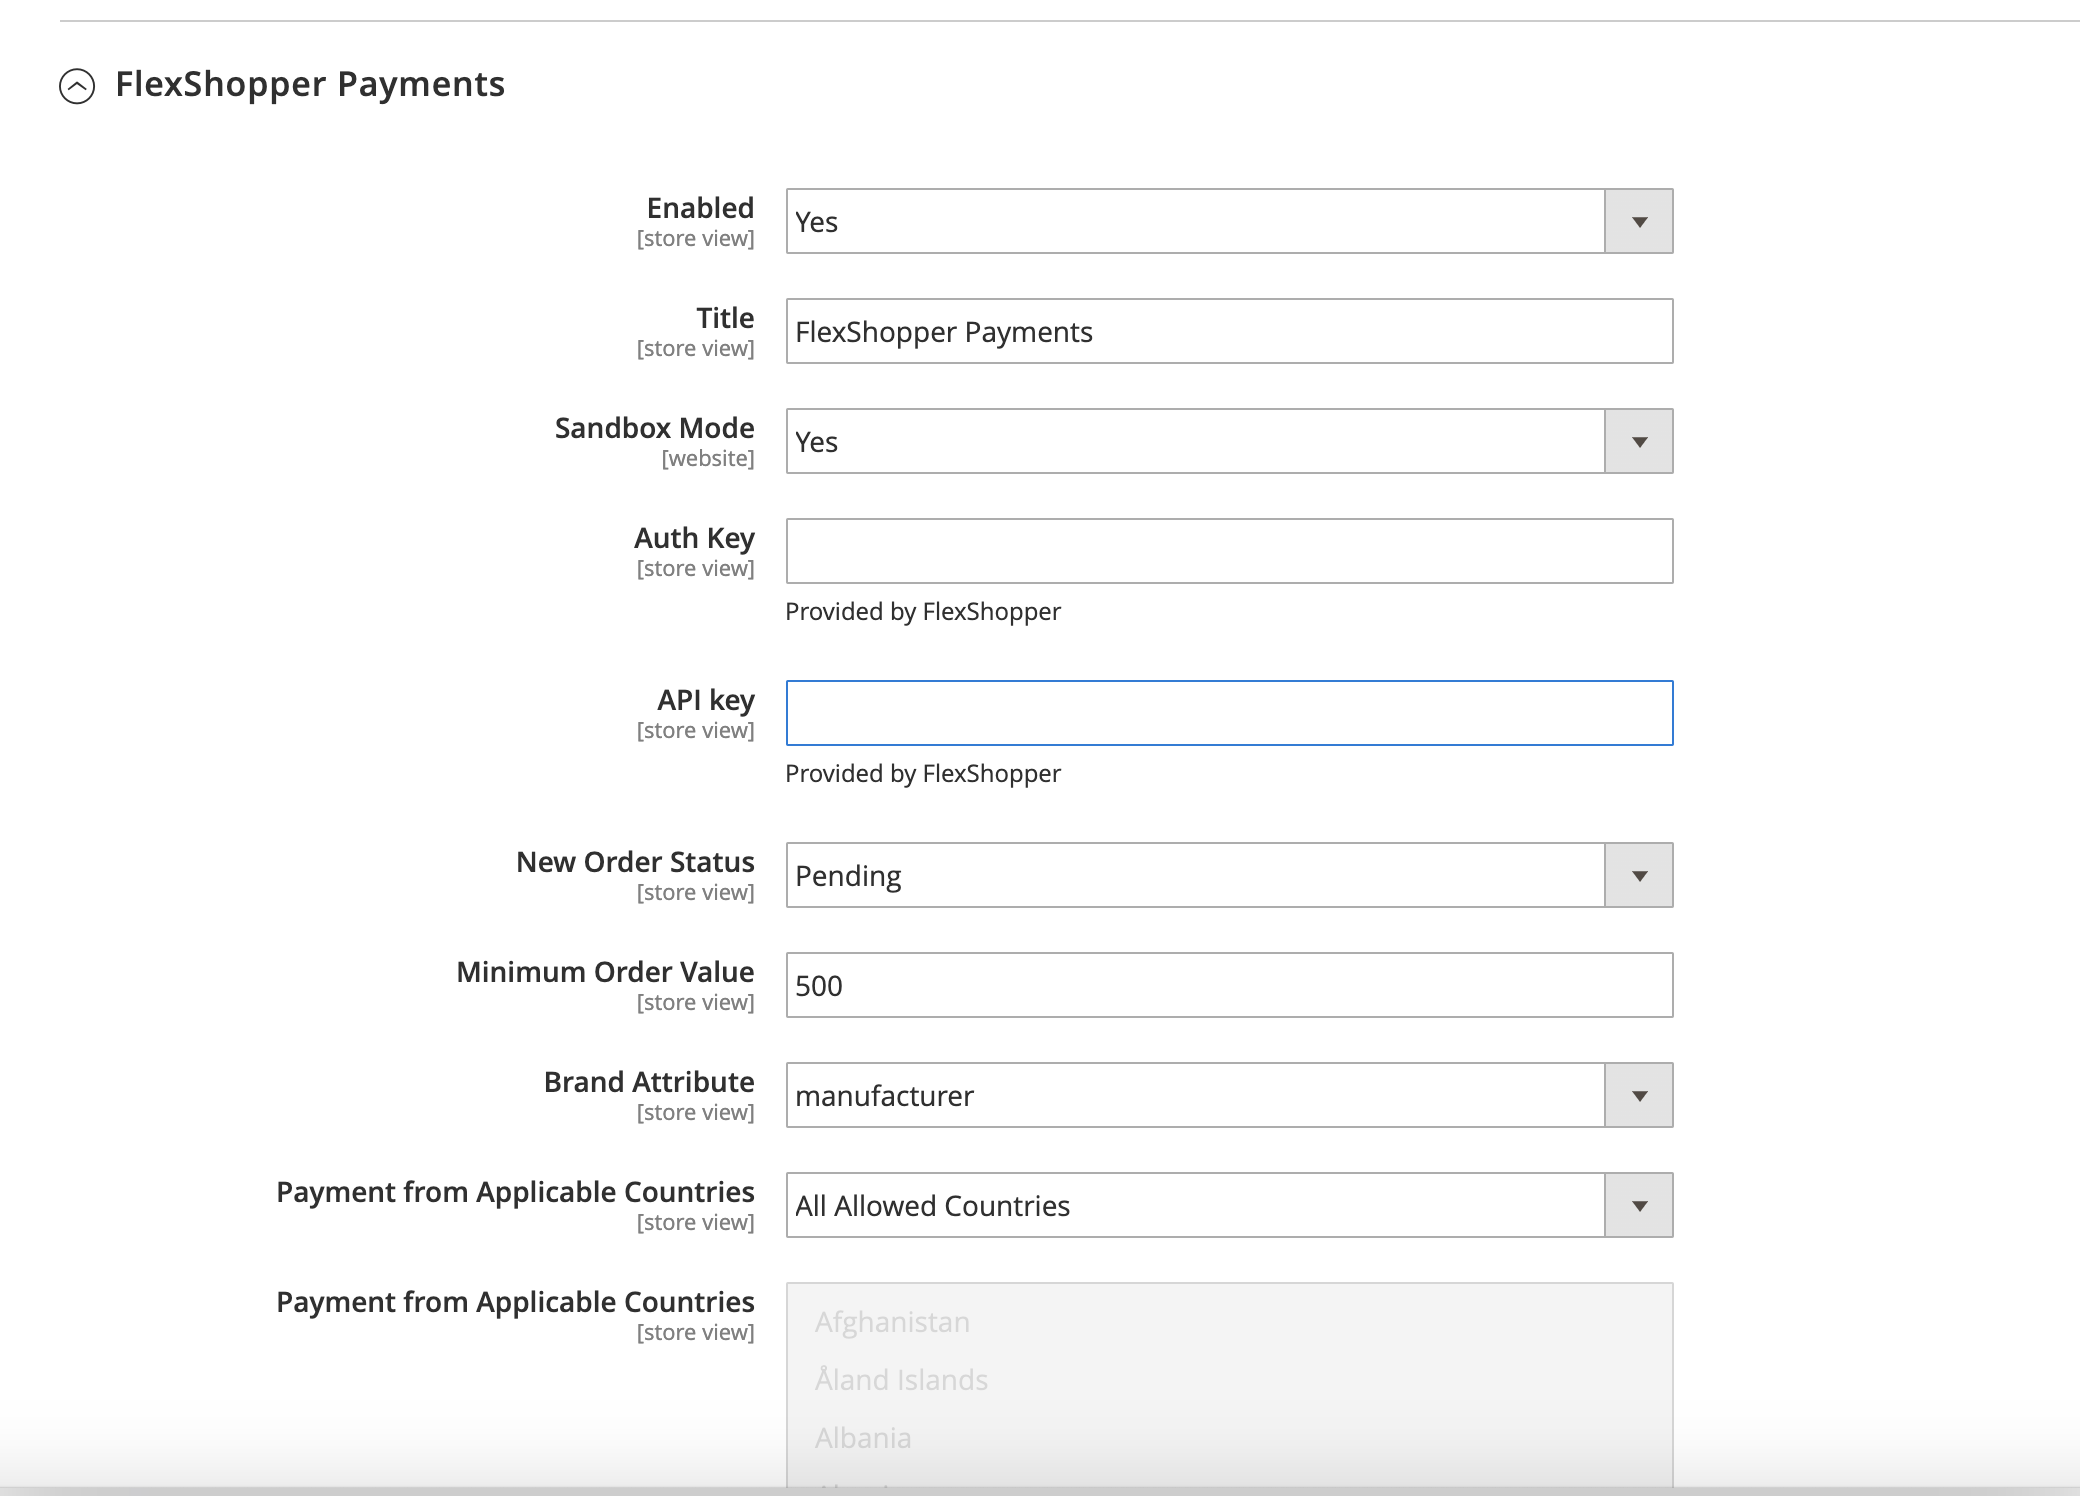 FlexShopper Payments
Enabled
[store view]
Yes
Title
[store view]
FlexShopper Payments
Sandbox Mode
[website]
Yes
Auth Key
[store view]
Provided by FlexShopper
API key
[store view]
Provided by FlexShopper
New Order Status
[store view]
Pending
Minimum Order Value
[store view]
500
Brand Attribute
[store view]
manufacturer
Payment from Applicable Countries
[store view]
All Allowed Countries
Payment from Applicable Countries
[store view]
Afghanistan
Åland Islands
Albania